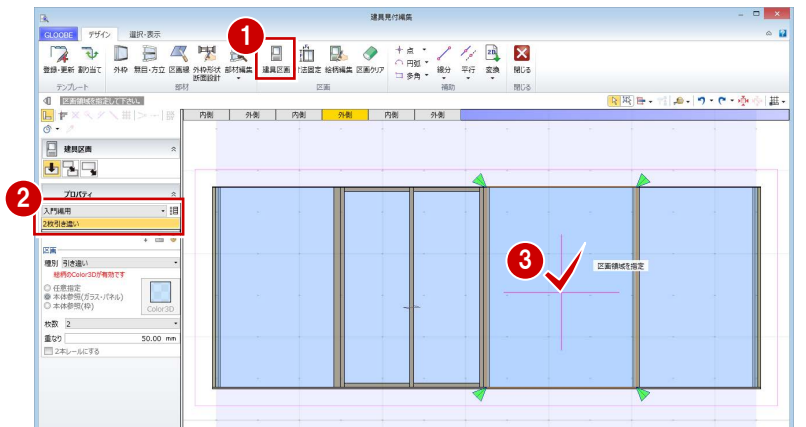 建具見付編集
GLOOBE デザイン 選択・表示
1
登録・更新 割り当て 外枠 無目・方立 区画線 外枠形状断面設計 部材編集 建具区画 寸法固定 絵柄編集 区画クリア 点 円弧 多角 線分 平行 変換 閉じる
テンプレート 部材 区画 補助 閉じる
区画領域を指定して下さい。
内側 外側 内側 外側 内側 外側
建具区画
2
プロパティ
入門編用
2枚引き違い
区画
種別 引き違い
絵柄のColor3Dが有効です
任意指定
本体参照(ガラス・パネル)
本体参照(枠)
Color3D
枚数 2
重なり 50.00 mm
2本レールにする
3
区画領域を指定